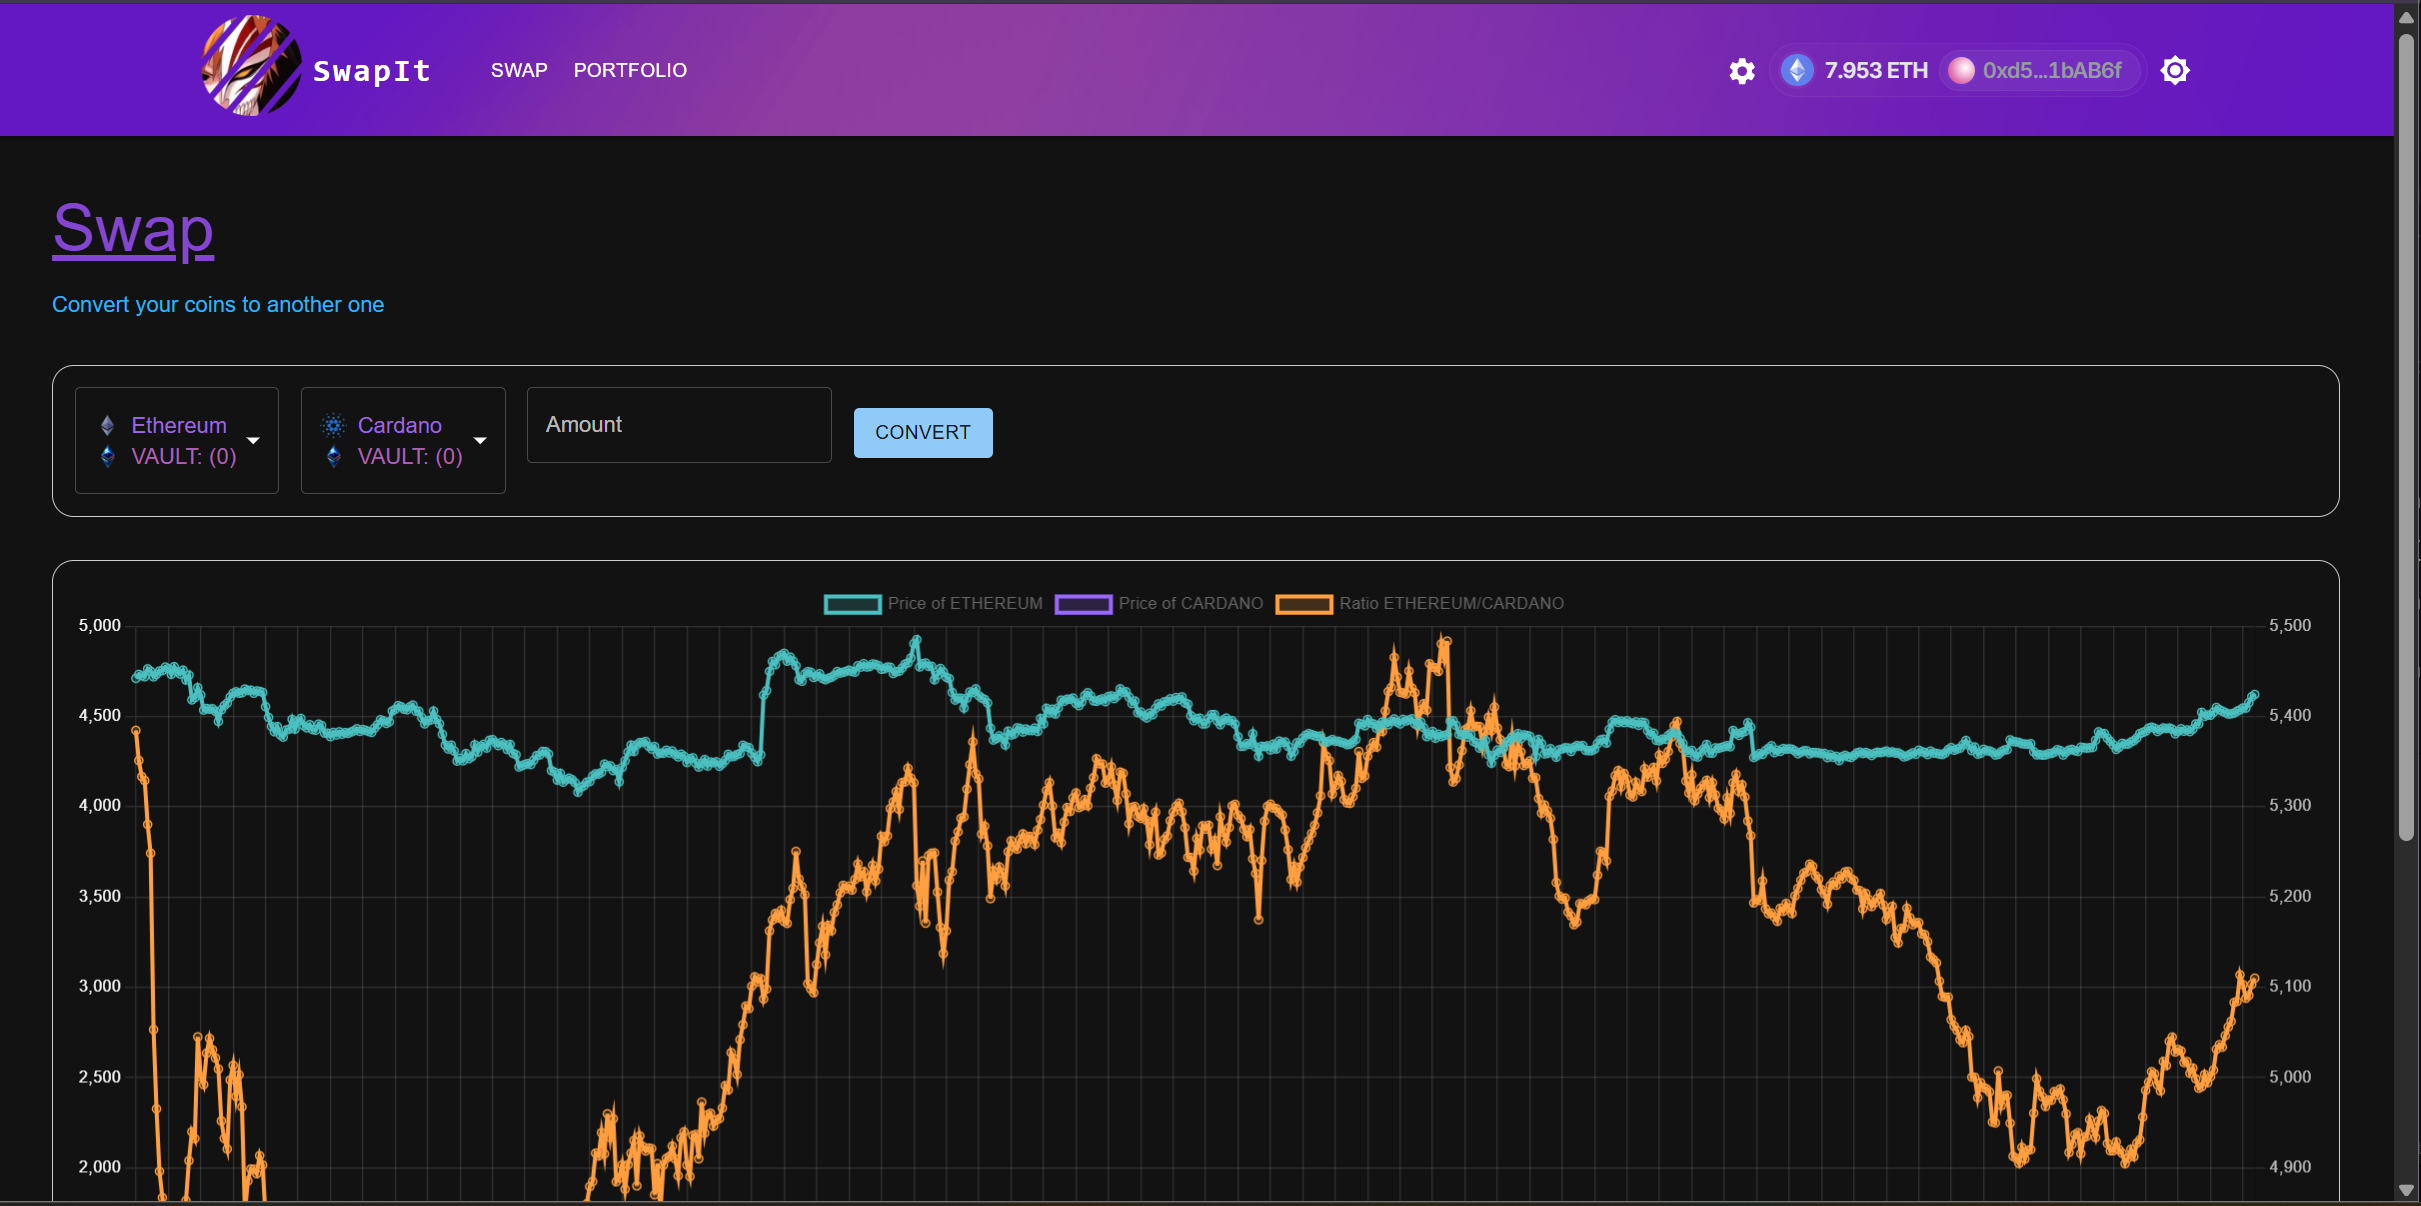 SwapIt
SWAP PORTFOLIO
7.953 ETH 0xd5...1bAB6f
Swap
Convert your coins to another one
Ethereum
VAULT: (0)
Cardano
VAULT: (0)
Amount
CONVERT
Price of ETHEREUM Price of CARDANO Ratio ETHEREUM/CARDANO
5,000 5,500
4,500 5,400
4,000 5,300
3,500 5,200
3,000 5,100
2,500 5,000
2,000 4,900